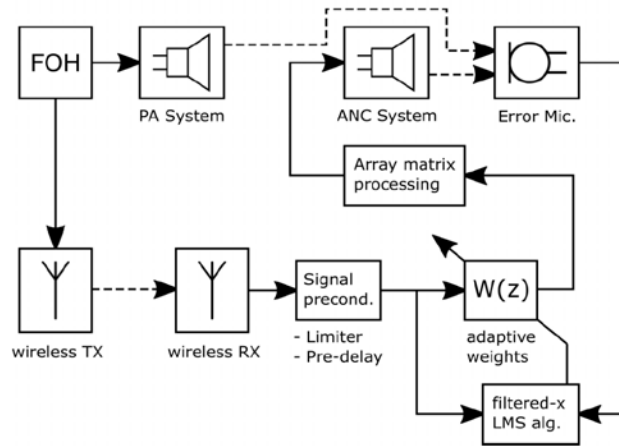 FOH
PA System
ANC System
Error Mic.
Array matrix
processing
wireless TX
wireless RX
Signal
precond.
- Limiter
- Pre-delay
W(z)
adaptive
weights
filtered-x
LMS alg.